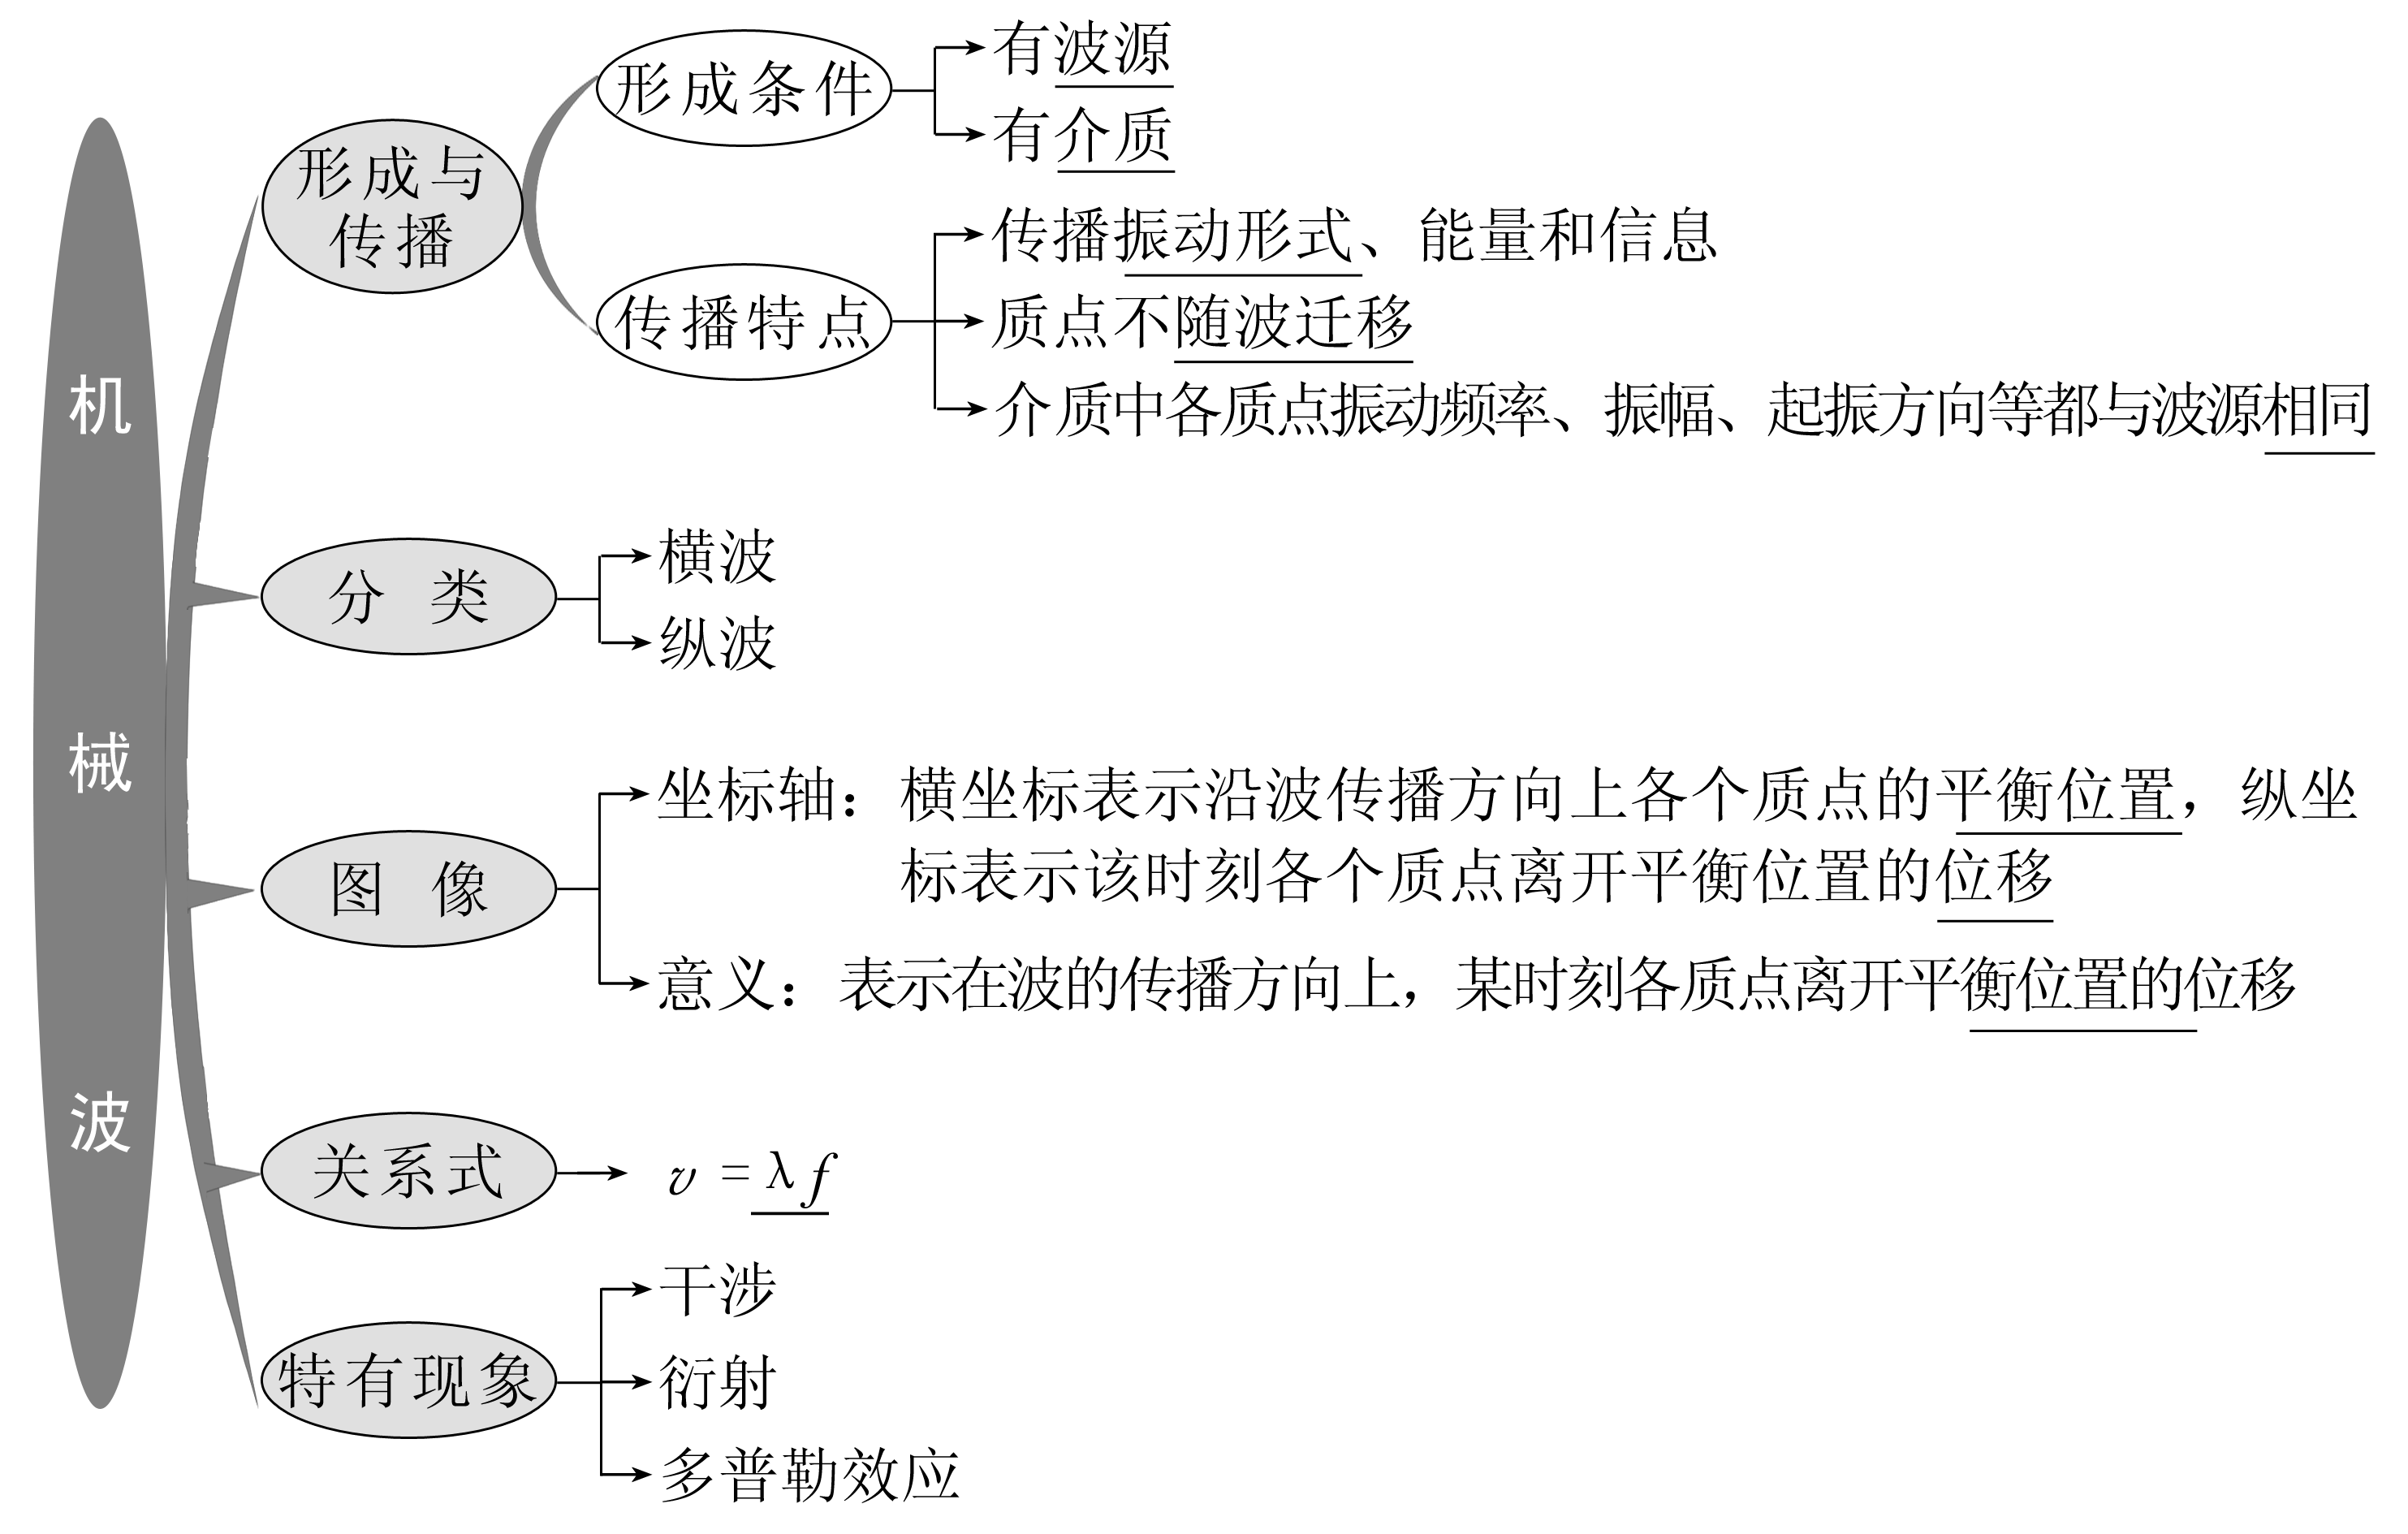 机械波
形成与
传播
形成条件
有波源
有介质
传播特点
传播振动形式、能量和信息
质点不随波迁移
介质中各质点振动频率、振幅、起振方向等都与波源相同
分类
横波
纵波
图像
坐标轴：横坐标表示沿波传播方向上各个质点的平衡位置，纵坐
标表示该时刻各个质点离开平衡位置的位移
意义：表示在波的传播方向上，某时刻各质点离开平衡位置的位移
关系式
v = λf
特有现象
干涉
衍射
多普勒效应